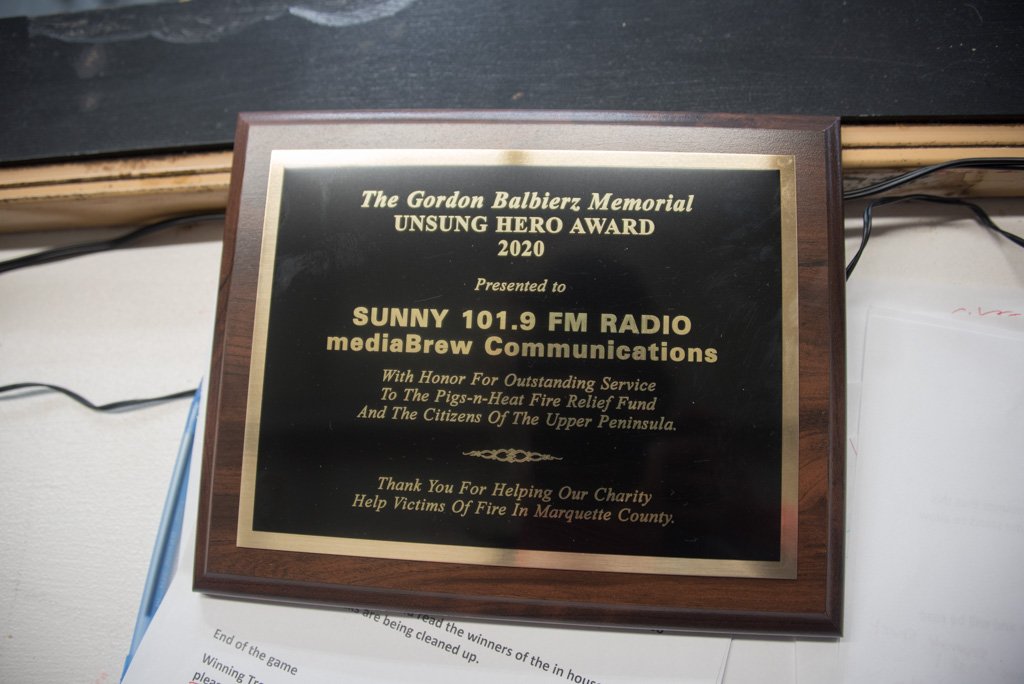 The Gordon Balbierz Memorial
UNSUNG HERO AWARD
2020
Presented to
SUNNY 101.9 FM RADIO
mediaBrew Communications
With Honor For Outstanding Service
To The Pigs-n-Heat Fire Relief Fund
And The Citizens Of The Upper Peninsula.
Thank You For Helping Our Charity
Help Victims Of Fire In Marquette County.
read the winners of the in
are being cleaned up.
End of the game
Winning